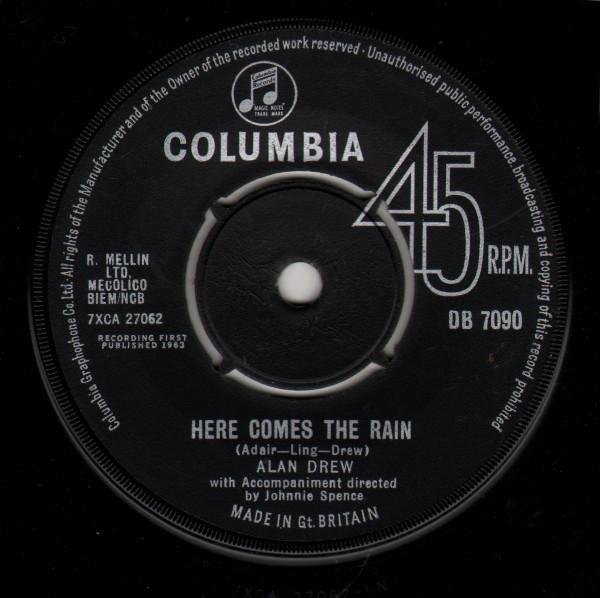 Columbia Graphophone Co. Ltd.· All rights of the Manufacturer and of the Owner of the recorded work reserved · Unauthorised public performance, broadcasting and copying of this record prohibited
Columbia
Records
MAGIC NOTES
TRADE MARK
COLUMBIA
45
R.P.M.
R. MELLIN
LTD.
MECOLICO
BIEM/NCB
7XCA 27062
DB 7090
RECORDING FIRST
PUBLISHED 1963
HERE COMES THE RAIN
(Adair—Ling—Drew)
ALAN DREW
with Accompaniment directed
by Johnnie Spence
MADE IN Gt. BRITAIN